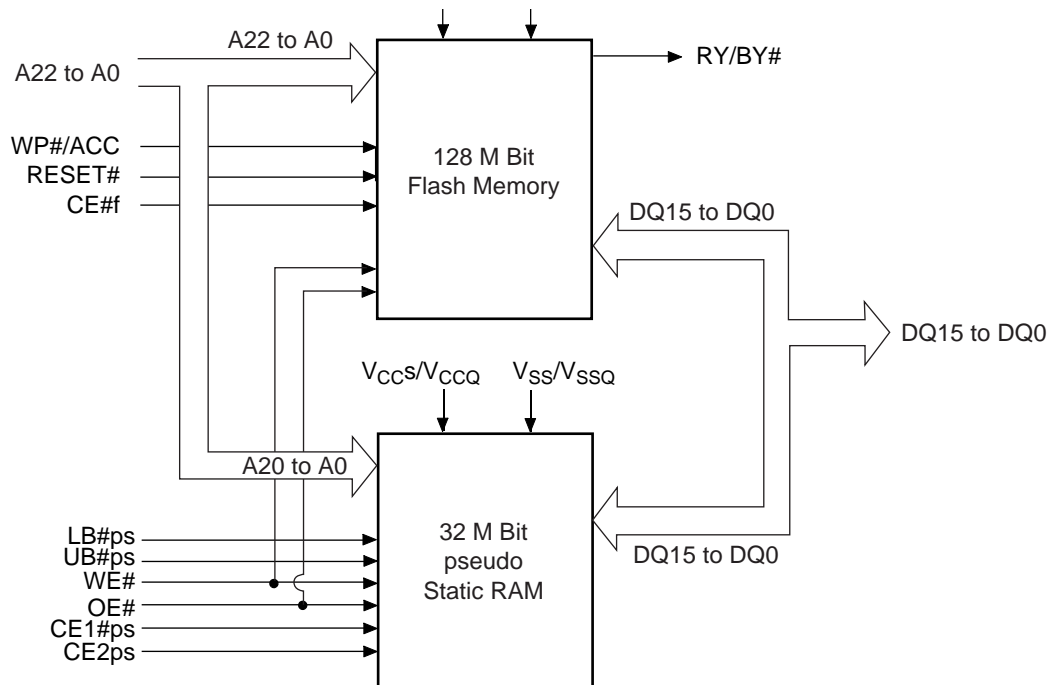 A22 to A0
A22 to A0
RY/BY#
WP#/ACC
RESET#
CE#f
128 M Bit
Flash Memory
DQ15 to DQ0
DQ15 to DQ0
VCCs/VCCQ
VSS/VSSQ
A20 to A0
LB#ps
UB#ps
WE#
OE#
CE1#ps
CE2ps
32 M Bit
pseudo
Static RAM
DQ15 to DQ0